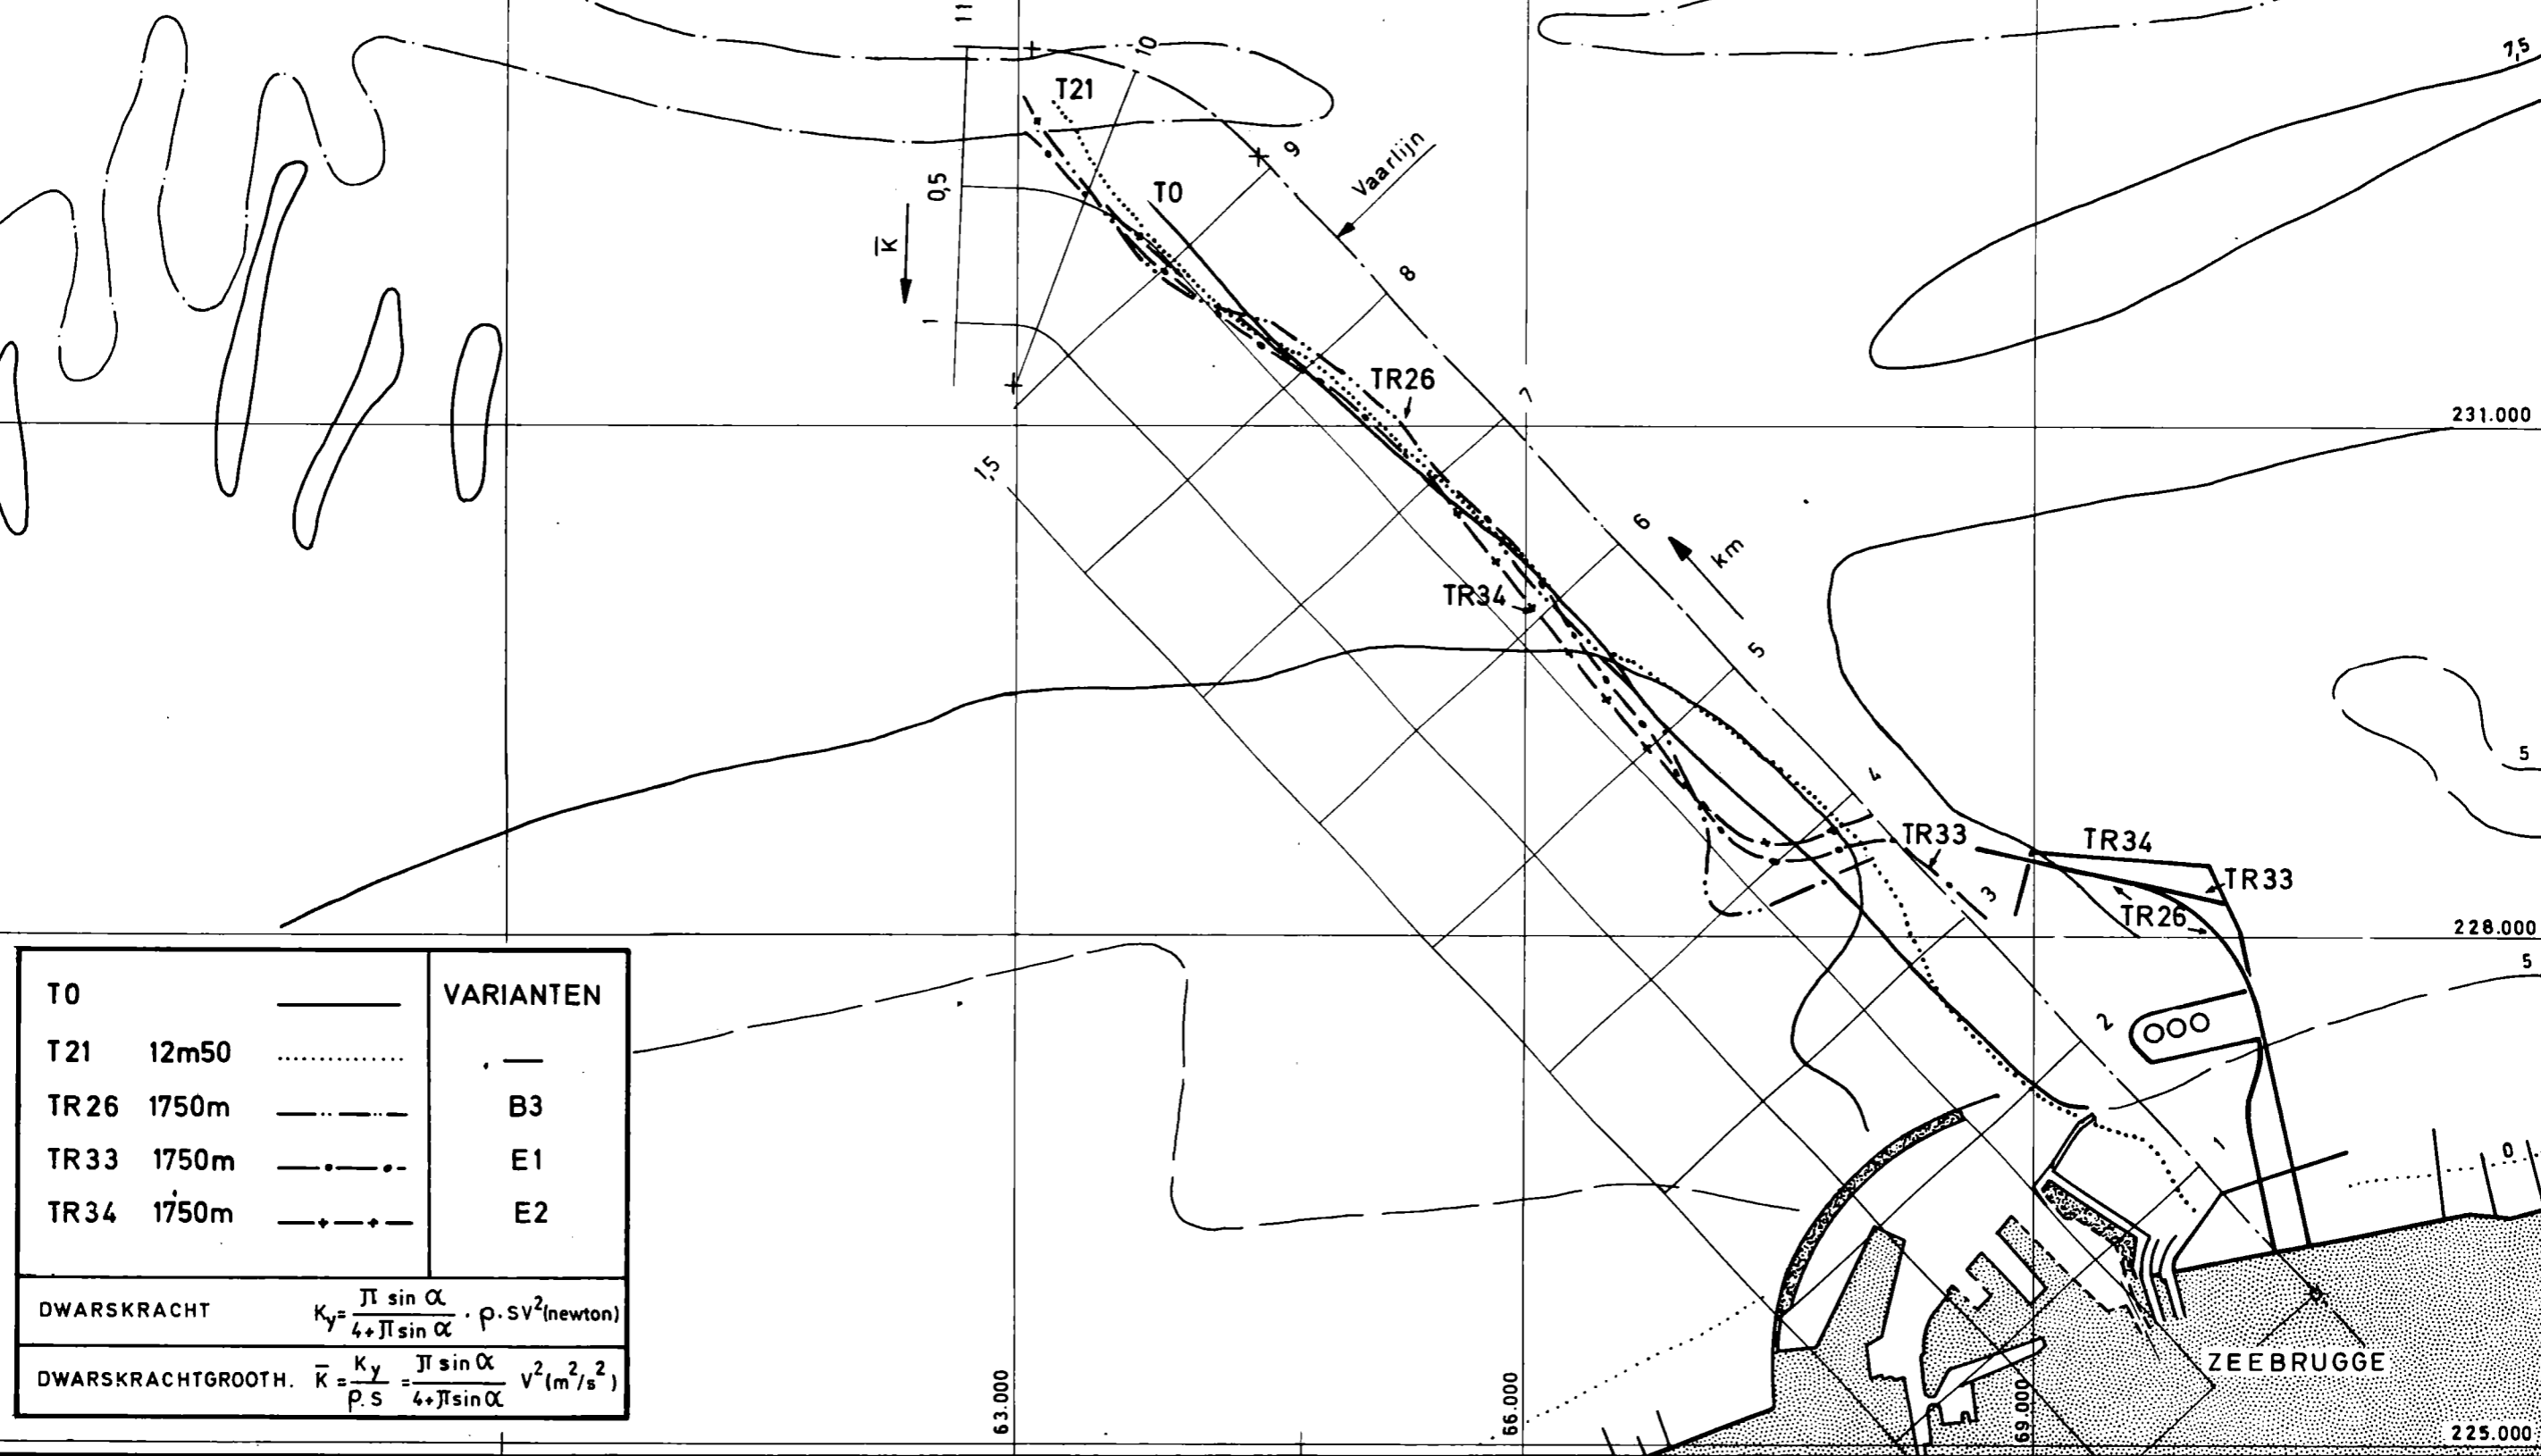 11
10
T21
7,5
9
Vaarlijn
0,5
T0
K̅
8
1
TR26
7
231.000
1,5
6
km
TR34
5
5
4
TR33
TR34
TR33
3
TR26
228.000
5
2
1
0
T0 VARIANTEN
T21 12m50 —
TR26 1750m B3
TR33 1750m E1
TR34 1750m E2
DWARSKRACHT Ky = π sin α / 4+π sin α · ρ.SV²(newton)
DWARSKRACHTGROOTH. K̅ = Ky / ρ.S = π sin α / 4+π sin α V²(m²/s²)
ZEEBRUGGE
63.000
66.000
69.000
225.000